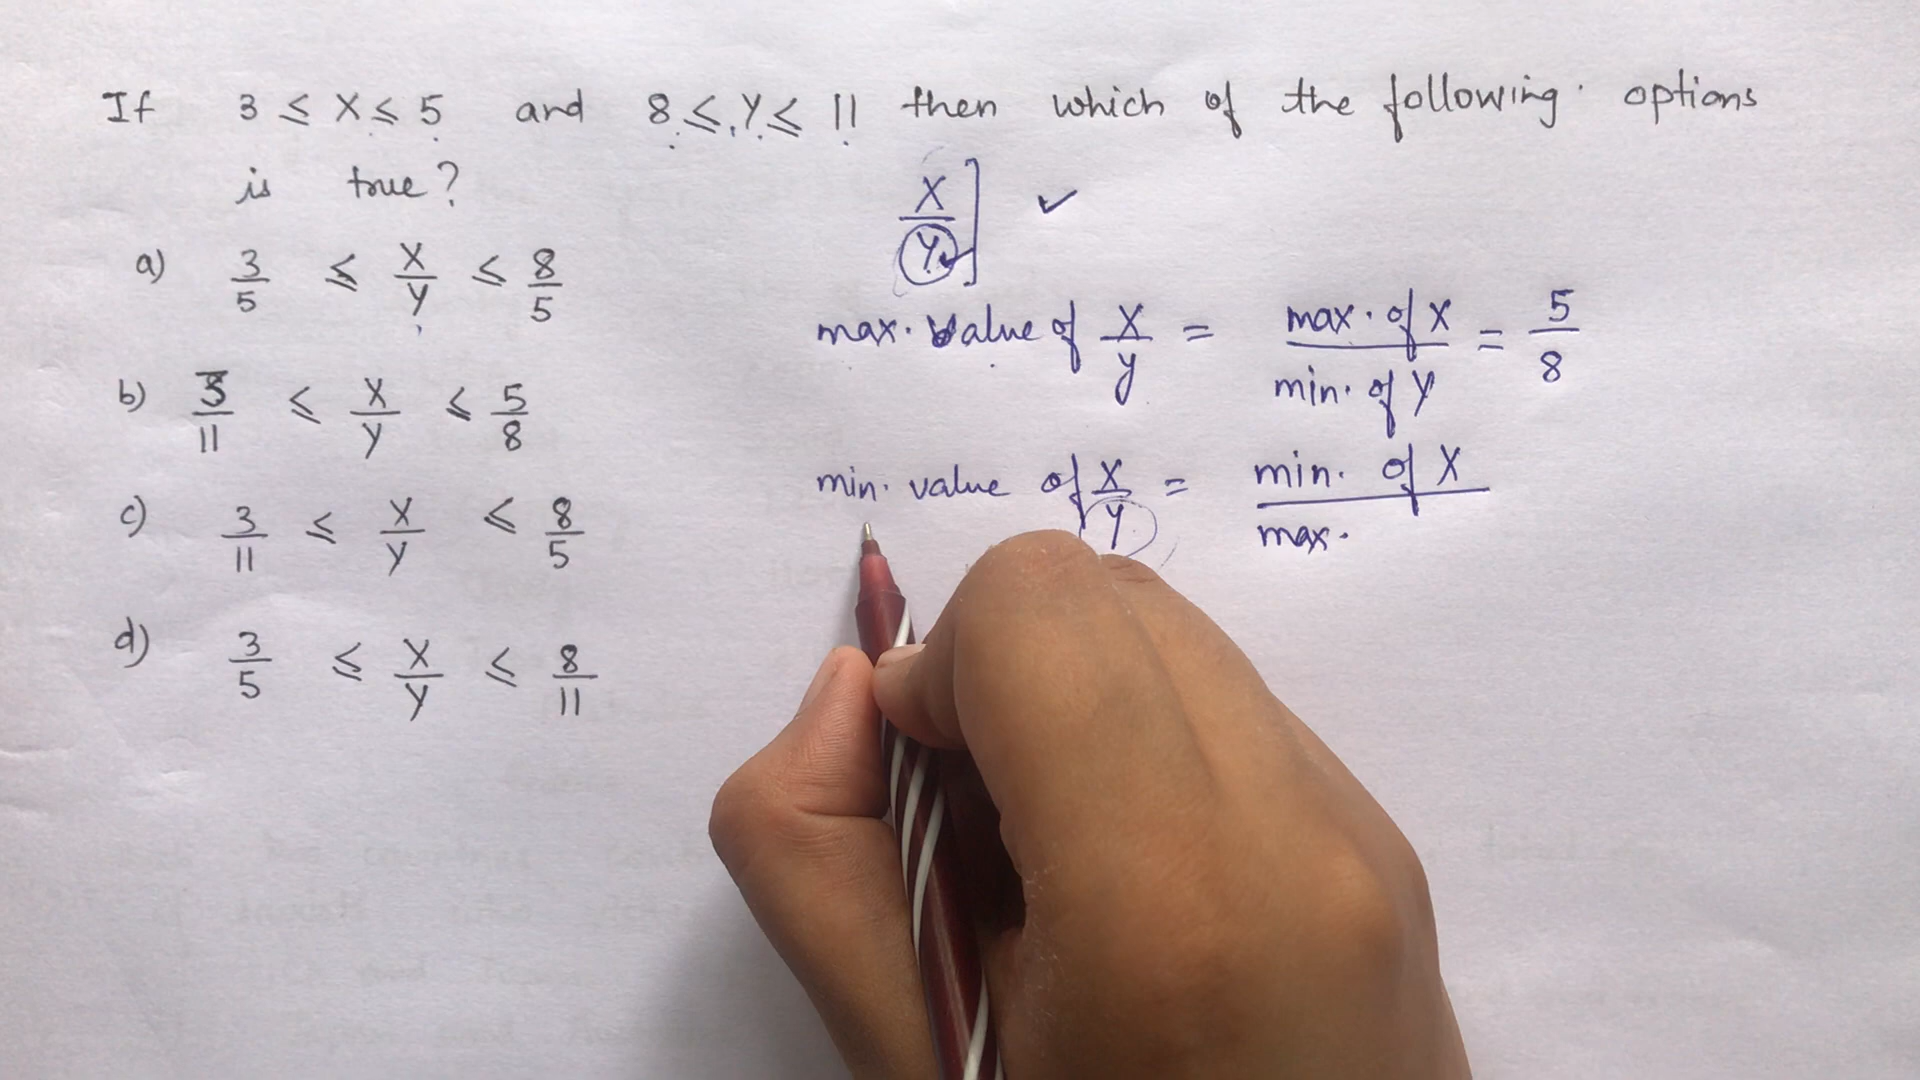 If 3 ≤ X ≤ 5 and 8 ≤ Y ≤ 11 then which of the following options
is true?
a) 3/5 ≤ X/Y ≤ 8/5
b) 3/11 ≤ X/Y ≤ 5/8
c) 3/11 ≤ X/Y ≤ 8/5
d) 3/5 ≤ X/Y ≤ 8/11
X/Y] ✓
max. value of X/y = max. of X/min. of Y = 5/8
min. value of X/Y = min. of X/max.